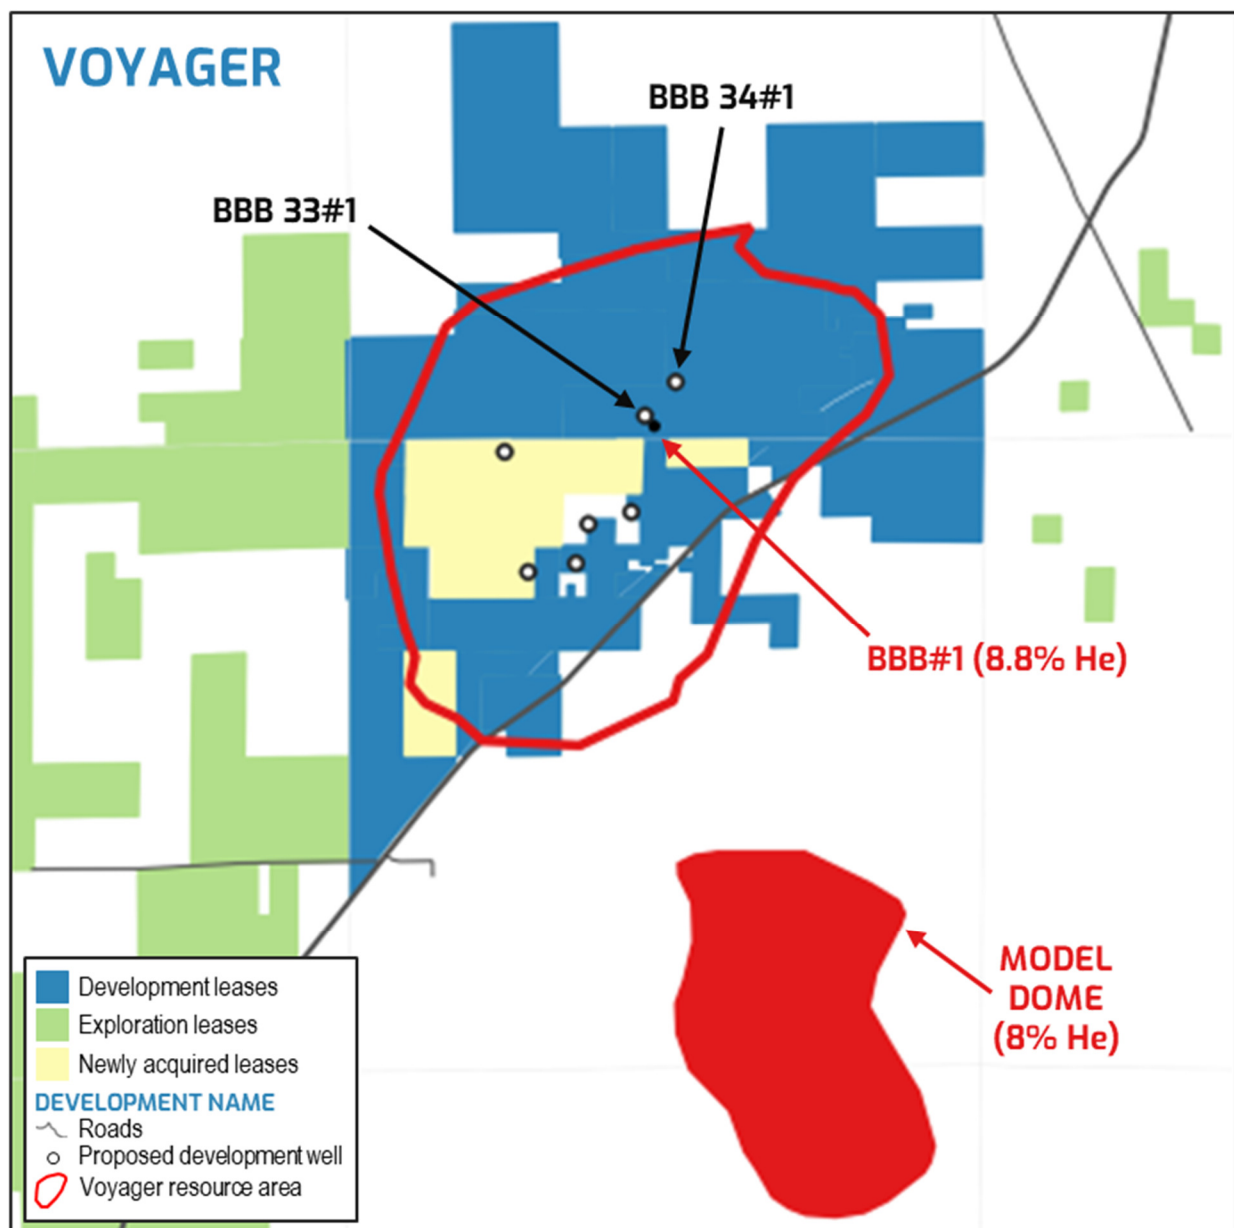 VOYAGER
BBB 34#1
BBB 33#1
BBB#1 (8.8% He)
MODEL
DOME
(8% He)
Development leases
Exploration leases
Newly acquired leases
DEVELOPMENT NAME
Roads
Proposed development well
Voyager resource area